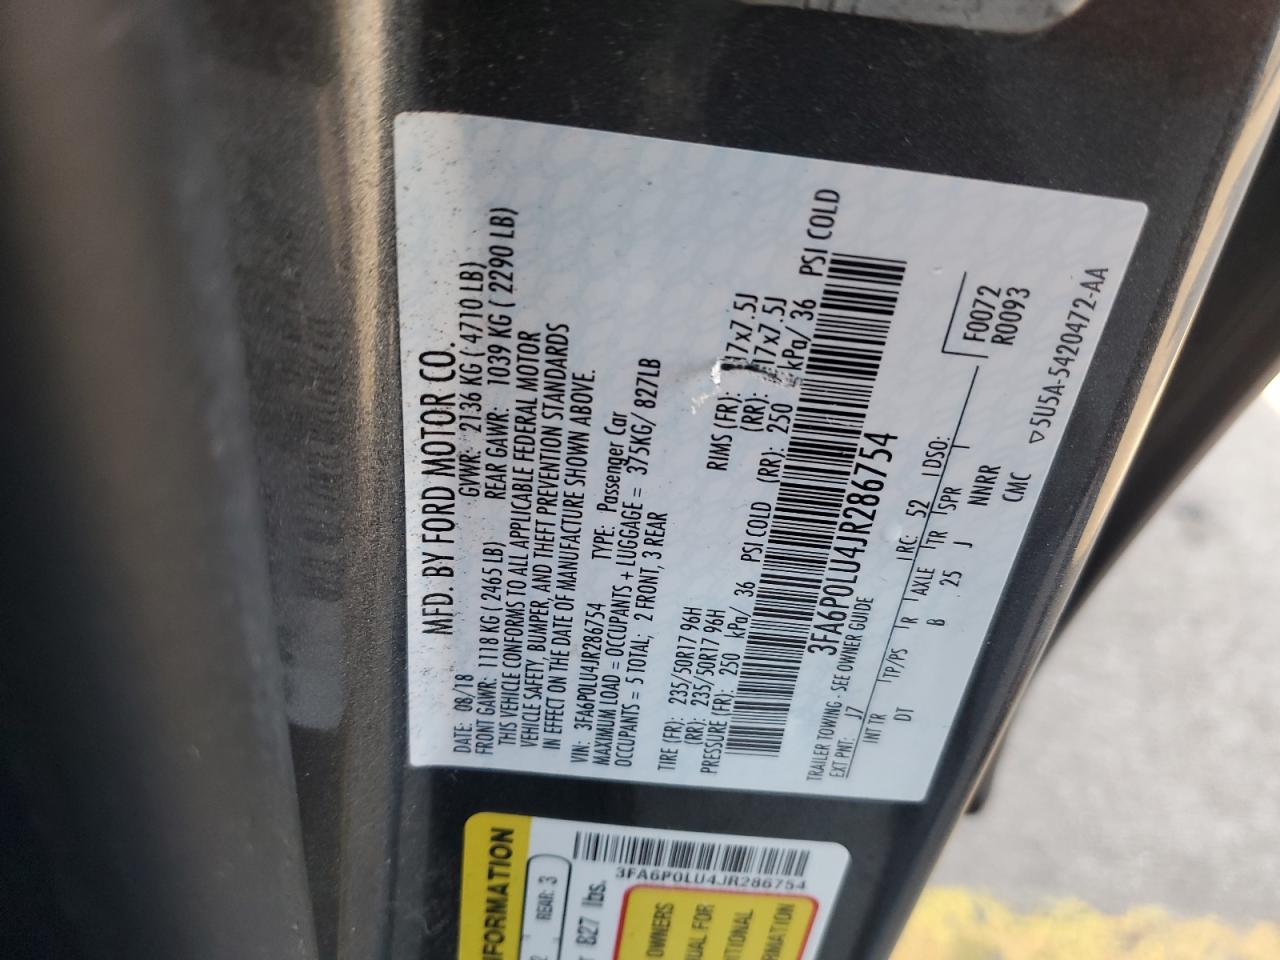 MFD. BY FORD MOTOR CO.
DATE: 08/18 GVWR: 2136 KG ( 4710 LB)
FRONT GAWR: 1118 KG ( 2465 LB) REAR GAWR: 1039 KG ( 2290 LB)
THIS VEHICLE CONFORMS TO ALL APPLICABLE FEDERAL MOTOR
VEHICLE SAFETY, BUMPER, AND THEFT PREVENTION STANDARDS
IN EFFECT ON THE DATE OF MANUFACTURE SHOWN ABOVE.
VIN: 3FA6P0LU4JR286754 TYPE: Passenger Car
MAXIMUM LOAD = OCCUPANTS + LUGGAGE = 375KG/ 827LB
OCCUPANTS = 5 TOTAL; 2 FRONT, 3 REAR
TIRE (FR): 235/50R17 96H RIMS (FR): 17x7.5J
(RR): 235/50R17 96H (RR): 17x7.5J
PRESSURE (FR): 250 kPa/ 36 PSI COLD (RR): 250 kPa/ 36 PSI COLD
3FA6P0LU4JR286754
TRAILER TOWING - SEE OWNER GUIDE
F0072
R0093
EXT PNT: J7 RC: 52 DSO:
INT TR TP/PS R AXLE TR SPR
DT B 25 J NNRR
CMC
▽5U5A-5420472-AA
FORMATION
REAR: 3
827 lbs.
3FA6P0LU4JR286754
OWNERS
FOR